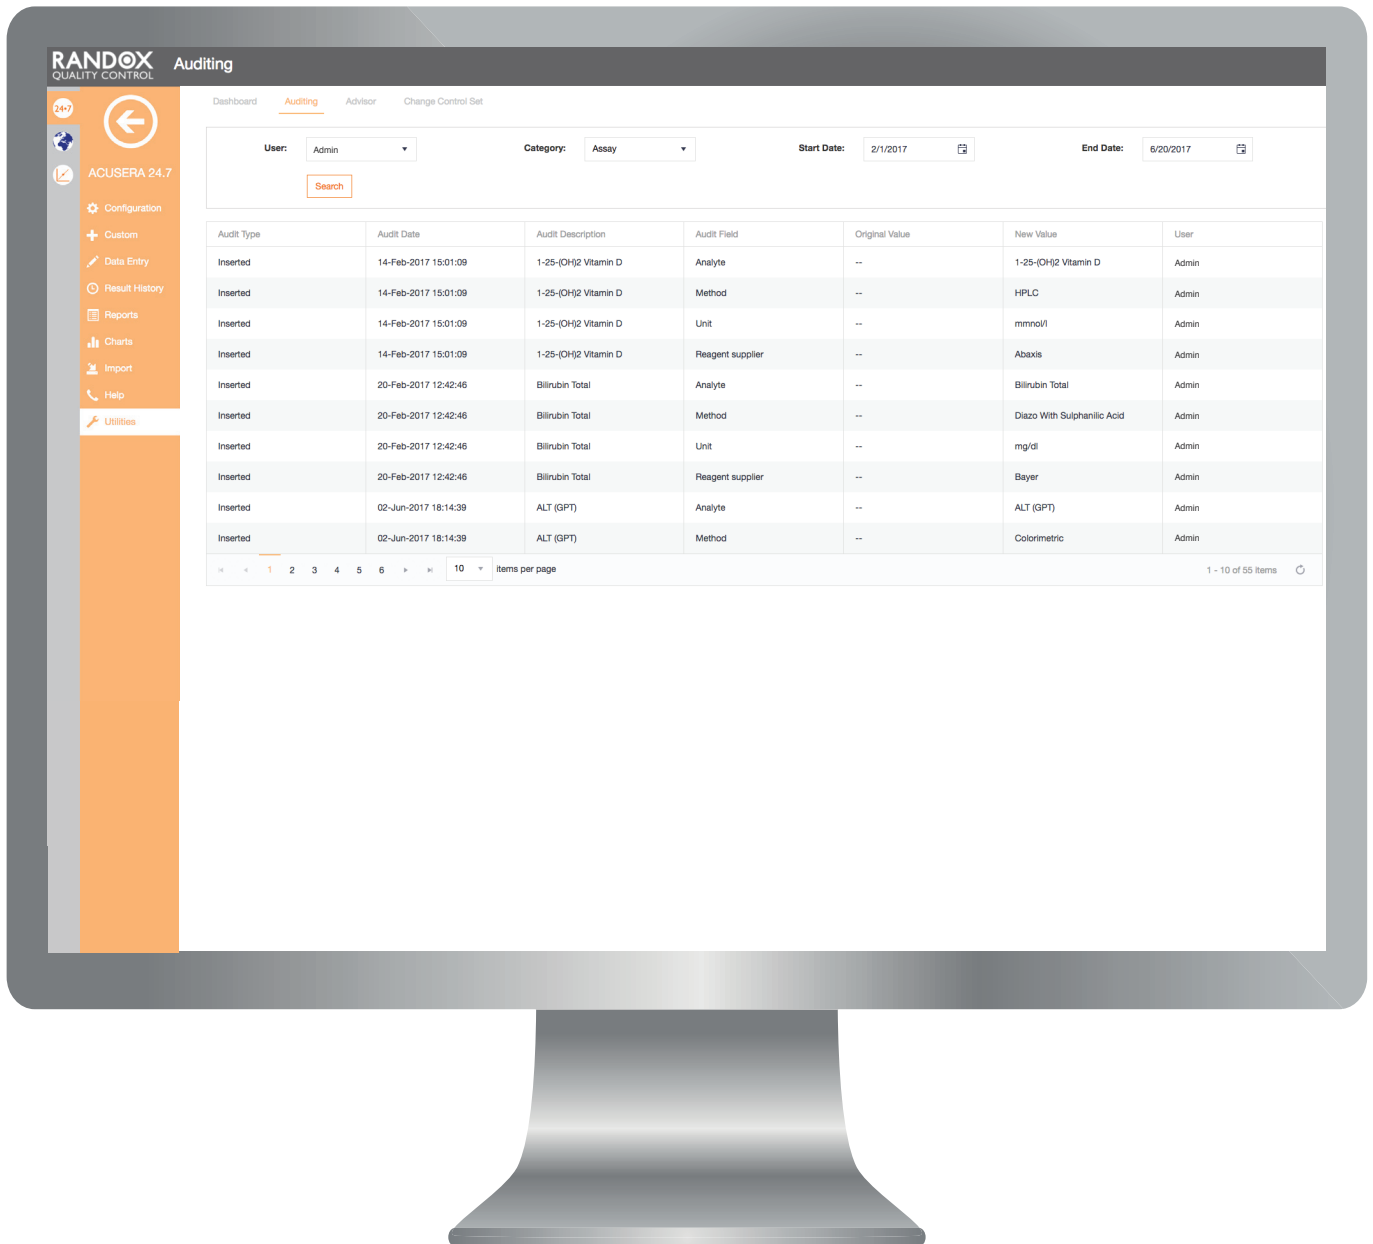 RANDOX
QUALITY CONTROL
Auditing
24•7
ACUSERA 24.7
Configuration
Custom
Data Entry
Result History
Reports
Charts
Import
Help
Utilities
Dashboard Auditing Advisor Change Control Set
User: Admin Category: Assay Start Date: 2/1/2017 End Date: 6/20/2017
Search
Audit Type Audit Date Audit Description Audit Field Original Value New Value User
Inserted 14-Feb-2017 15:01:09 1-25-(OH)2 Vitamin D Analyte -- 1-25-(OH)2 Vitamin D Admin
Inserted 14-Feb-2017 15:01:09 1-25-(OH)2 Vitamin D Method -- HPLC Admin
Inserted 14-Feb-2017 15:01:09 1-25-(OH)2 Vitamin D Unit -- mmnol/l Admin
Inserted 14-Feb-2017 15:01:09 1-25-(OH)2 Vitamin D Reagent supplier -- Abaxis Admin
Inserted 20-Feb-2017 12:42:46 Bilirubin Total Analyte -- Bilirubin Total Admin
Inserted 20-Feb-2017 12:42:46 Bilirubin Total Method -- Diazo With Sulphanilic Acid Admin
Inserted 20-Feb-2017 12:42:46 Bilirubin Total Unit -- mg/dl Admin
Inserted 20-Feb-2017 12:42:46 Bilirubin Total Reagent supplier -- Bayer Admin
Inserted 02-Jun-2017 18:14:39 ALT (GPT) Analyte -- ALT (GPT) Admin
Inserted 02-Jun-2017 18:14:39 ALT (GPT) Method -- Colorimetric Admin
1 2 3 4 5 6 10 items per page 1 - 10 of 55 items